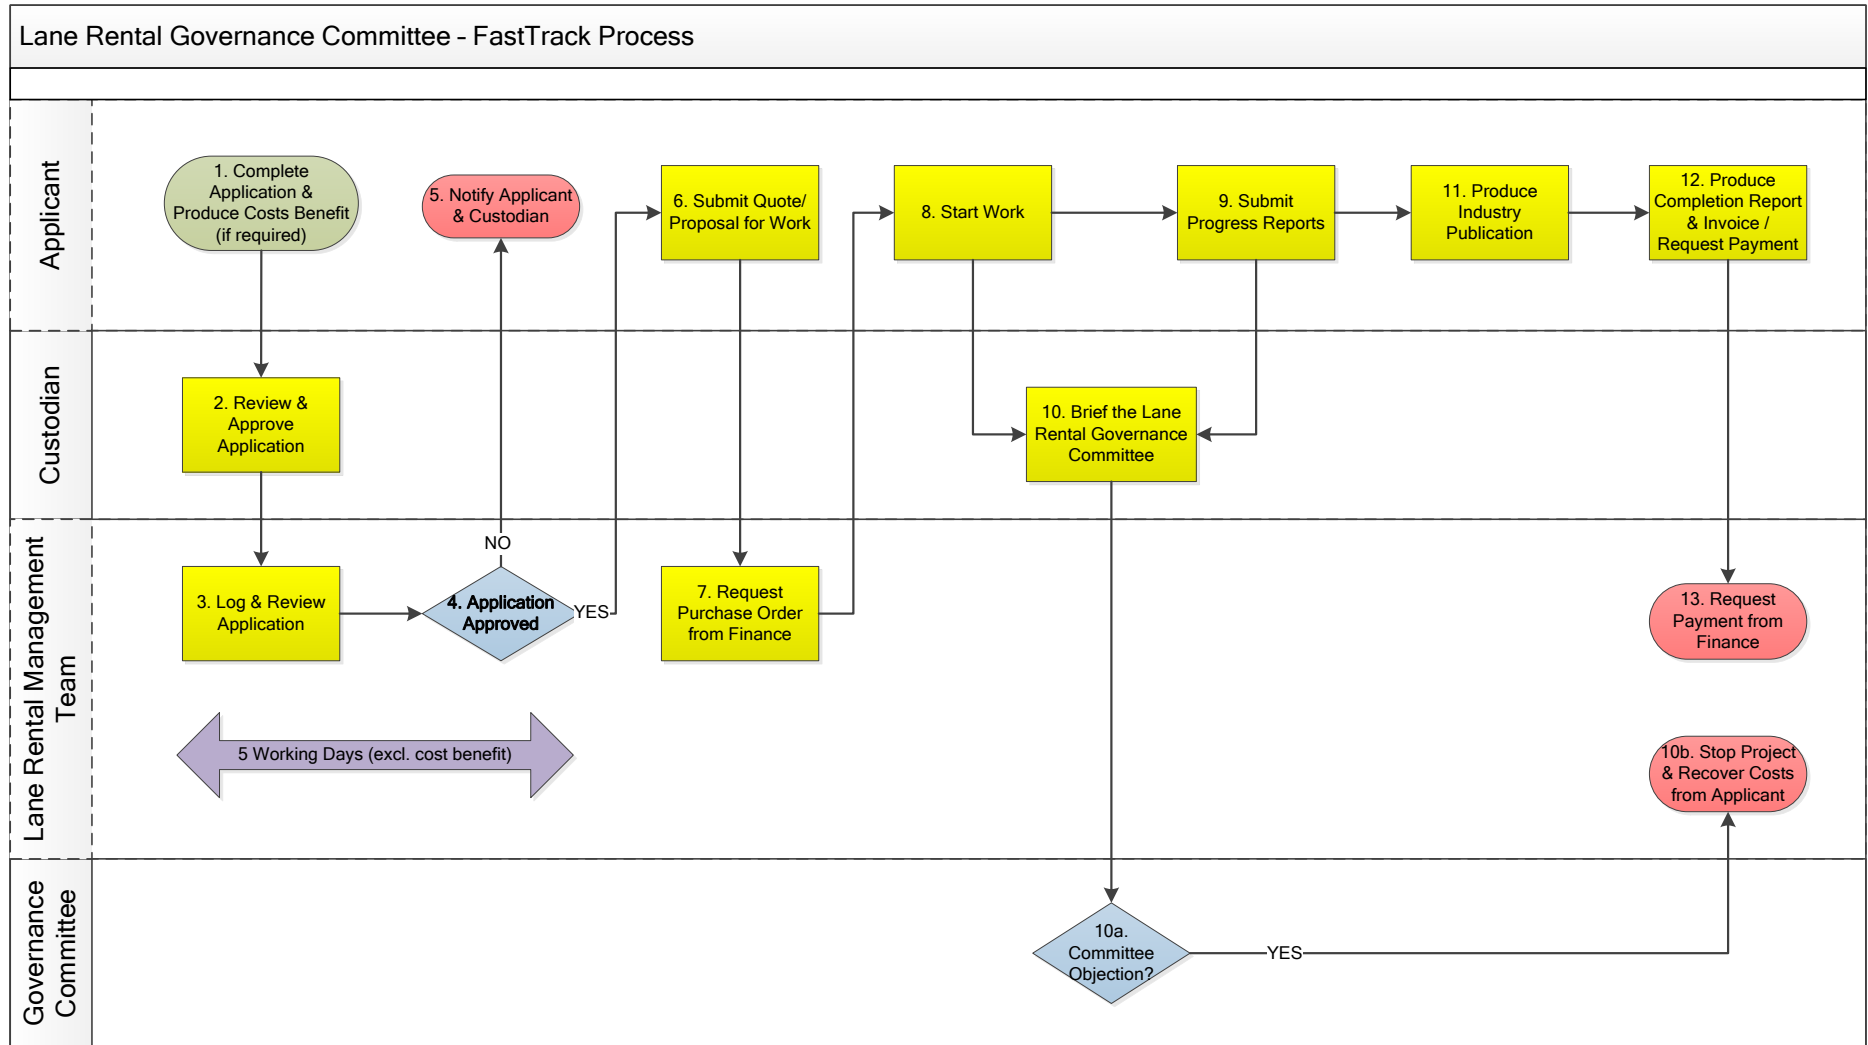 Lane Rental Governance Committee - FastTrack Process
Applicant
1. Complete
Application &
Produce Costs Benefit
(if required)
5. Notify Applicant
& Custodian
6. Submit Quote/
Proposal for Work
8. Start Work
9. Submit
Progress Reports
11. Produce
Industry
Publication
12. Produce
Completion Report
& Invoice /
Request Payment
Custodian
2. Review &
Approve
Application
10. Brief the Lane
Rental Governance
Committee
Lane Rental Management
Team
3. Log & Review
Application
NO
4. Application
Approved
YES
7. Request
Purchase Order
from Finance
13. Request
Payment from
Finance
5 Working Days (excl. cost benefit)
10b. Stop Project
& Recover Costs
from Applicant
Governance
Committee
10a.
Committee
Objection?
YES